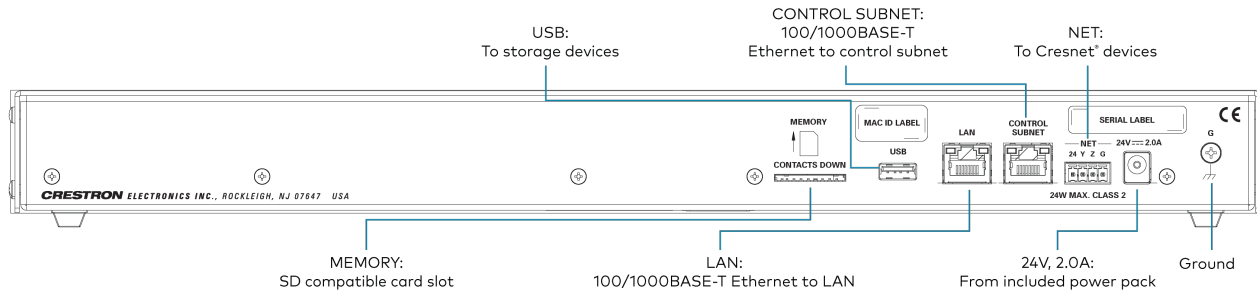 USB:
To storage devices
CONTROL SUBNET:
100/1000BASE-T
Ethernet to control subnet
NET:
To Cresnet® devices
MEMORY
CONTACTS DOWN
MAC ID LABEL
USB
LAN
CONTROL
SUBNET
SERIAL LABEL
NET
24 Y Z G
24V 2.0A
24W MAX. CLASS 2
CE
G
CRESTRON ELECTRONICS INC., ROCKLEIGH, NJ 07647 USA
MEMORY:
SD compatible card slot
LAN:
100/1000BASE-T Ethernet to LAN
24V, 2.0A:
From included power pack
Ground